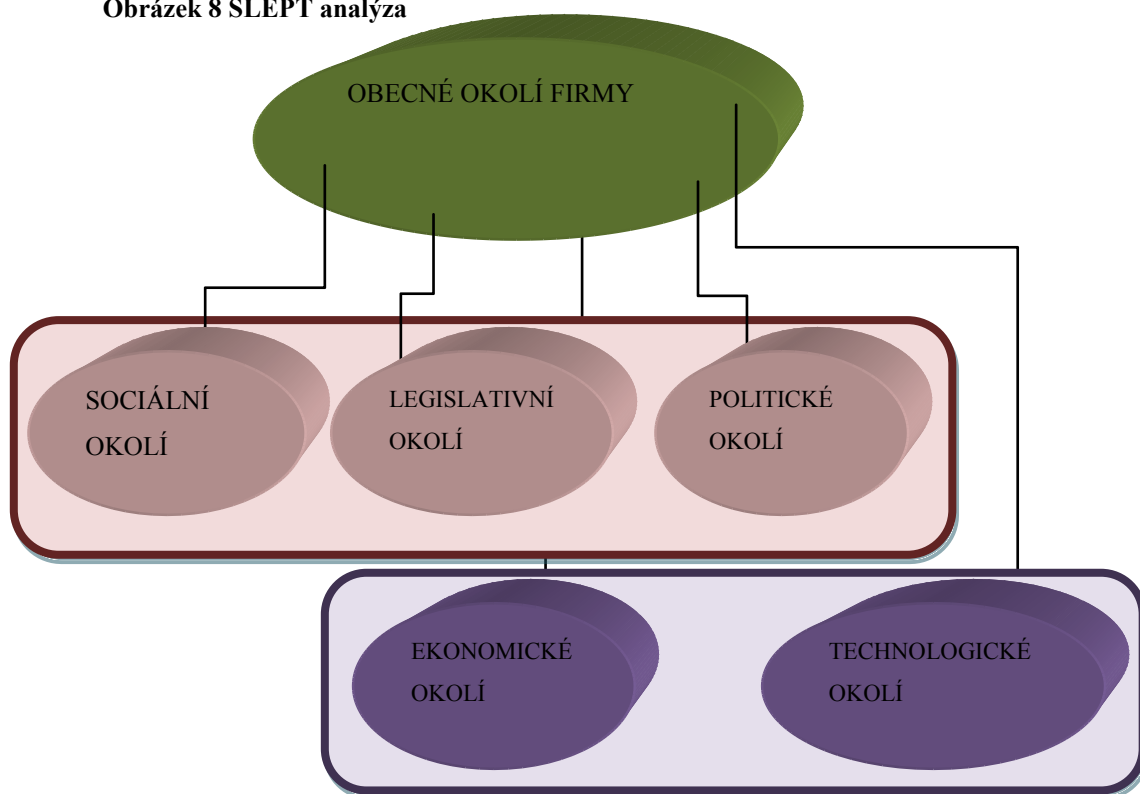 Obrázek 8 SLEPT analýza
OBECNÉ OKOLÍ FIRMY
SOCIÁLNÍ
OKOLÍ
LEGISLATIVNÍ
OKOLÍ
POLITICKÉ
OKOLÍ
EKONOMICKÉ
OKOLÍ
TECHNOLOGICKÉ
OKOLÍ